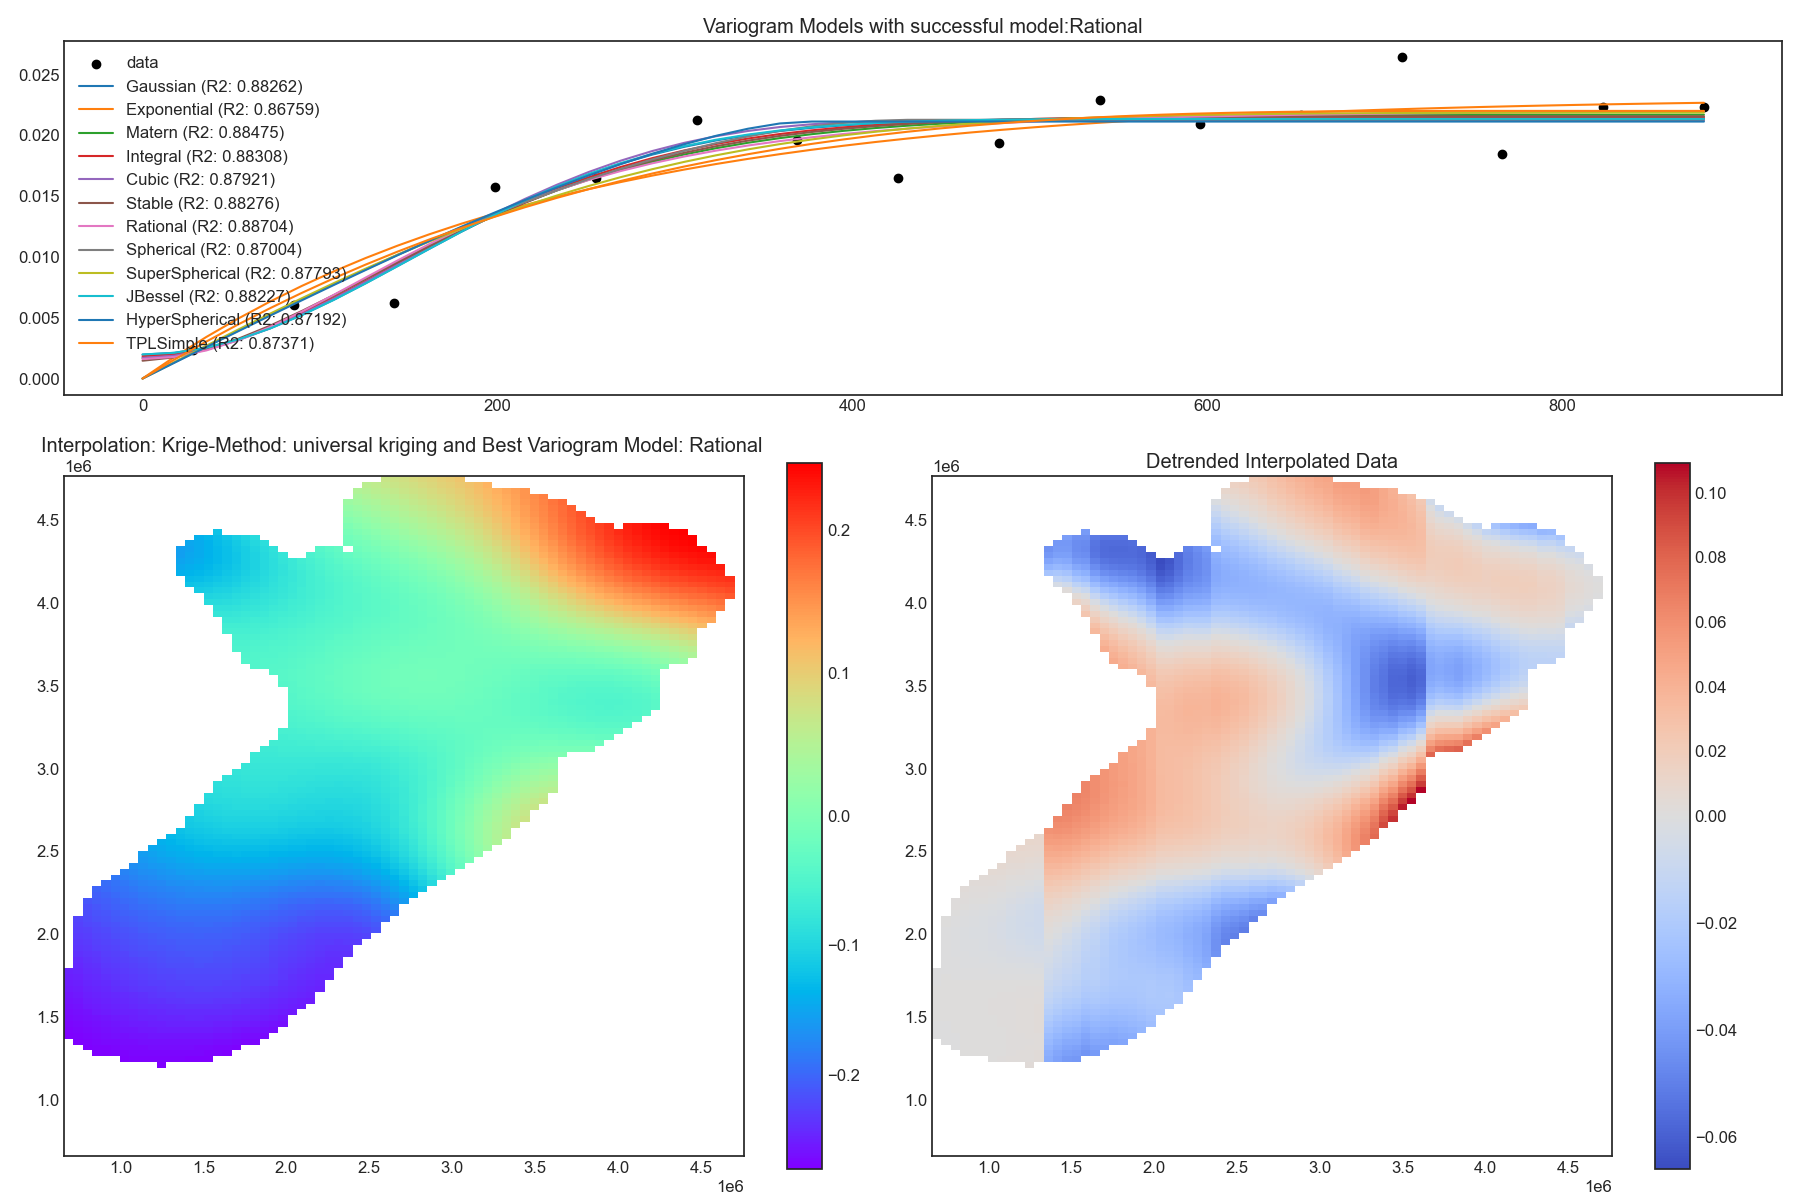 Variogram Models with successful model:Rational
data
Gaussian (R2: 0.88262)
Exponential (R2: 0.86759)
Matern (R2: 0.88475)
Integral (R2: 0.88308)
Cubic (R2: 0.87921)
Stable (R2: 0.88276)
Rational (R2: 0.88704)
Spherical (R2: 0.87004)
SuperSpherical (R2: 0.87793)
JBessel (R2: 0.88227)
HyperSpherical (R2: 0.87192)
TPLSimple (R2: 0.87371)
0.025
0.020
0.015
0.010
0.005
0.000
0 200 400 600 800
Interpolation: Krige-Method: universal kriging and Best Variogram Model: Rational
1e6
4.5
4.0
3.5
3.0
2.5
2.0
1.5
1.0
1.0 1.5 2.0 2.5 3.0 3.5 4.0 4.5
1e6
0.2
0.1
0.0
−0.1
−0.2
Detrended Interpolated Data
1e6
4.5
4.0
3.5
3.0
2.5
2.0
1.5
1.0
1.0 1.5 2.0 2.5 3.0 3.5 4.0 4.5
1e6
0.10
0.08
0.06
0.04
0.02
0.00
−0.02
−0.04
−0.06